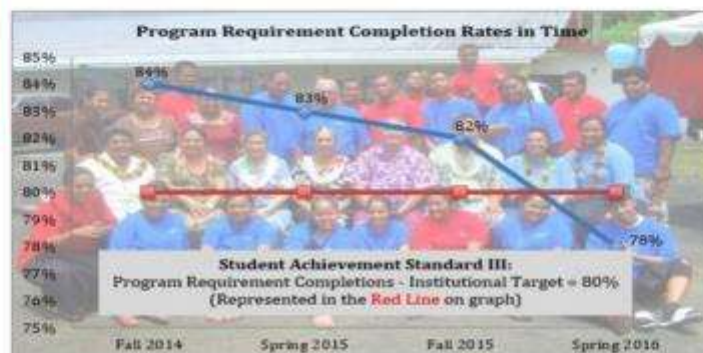 Program Requirement Completion Rates in Time
85%
84%
83%
82%
81%
80%
79%
78%
77%
76%
75%
84%
83%
82%
78%
Student Achievement Standard III:
Program Requirement Completions - Institutional Target = 80%
(Represented in the Red Line on graph)
Fall 2014
Spring 2015
Fall 2015
Spring 2016